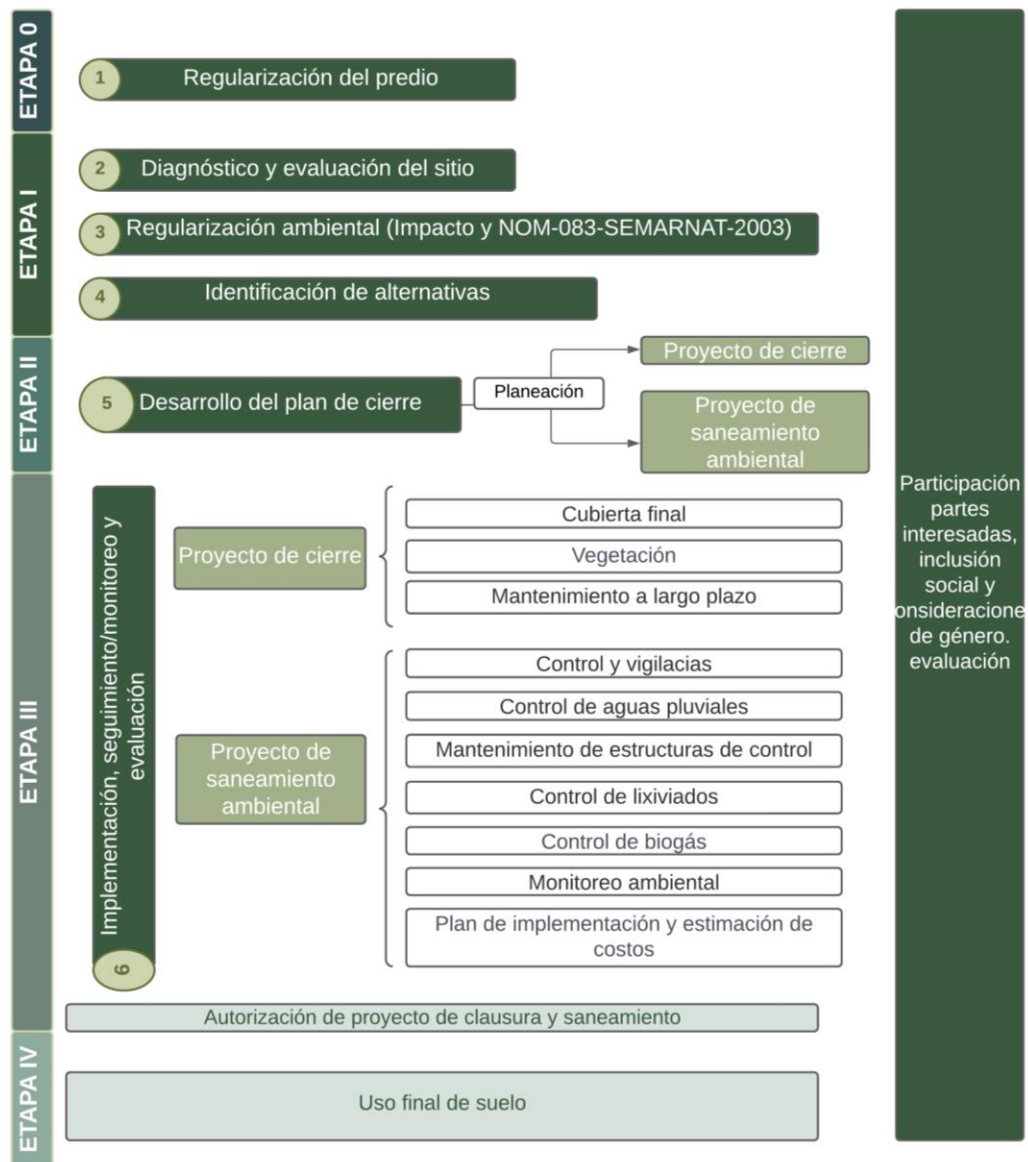 ETAPA 0
1
Regularización del predio
ETAPA I
2
Diagnóstico y evaluación del sitio
3
Regularización ambiental (Impacto y NOM-083-SEMARNAT-2003)
4
Identificación de alternativas
ETAPA II
5
Desarrollo del plan de cierre
Planeación
Proyecto de cierre
Proyecto de
saneamiento
ambiental
ETAPA III
Implementación, seguimiento/monitoreo y
evaluación
6
Proyecto de cierre
Cubierta final
Vegetación
Mantenimiento a largo plazo
Proyecto de
saneamiento
ambiental
Control y vigilacias
Control de aguas pluviales
Mantenimiento de estructuras de control
Control de lixiviados
Control de biogás
Monitoreo ambiental
Plan de implementación y estimación de
costos
Autorización de proyecto de clausura y saneamiento
ETAPA IV
Uso final de suelo
Participación
partes
interesadas,
inclusión
social y
onsideracione
de género.
evaluación